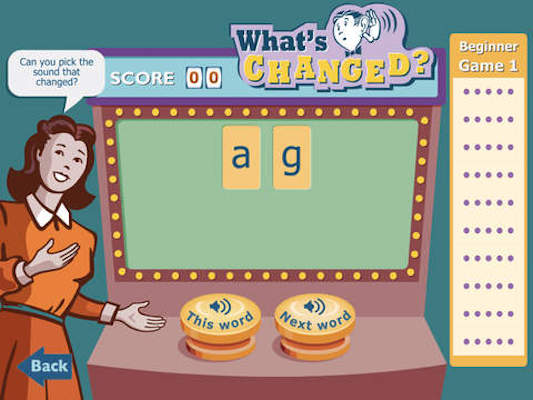 Can you pick the
sound that
changed?
SCORE 00
What's
CHANGED?
Beginner
Game 1
a g
This word
Next word
Back